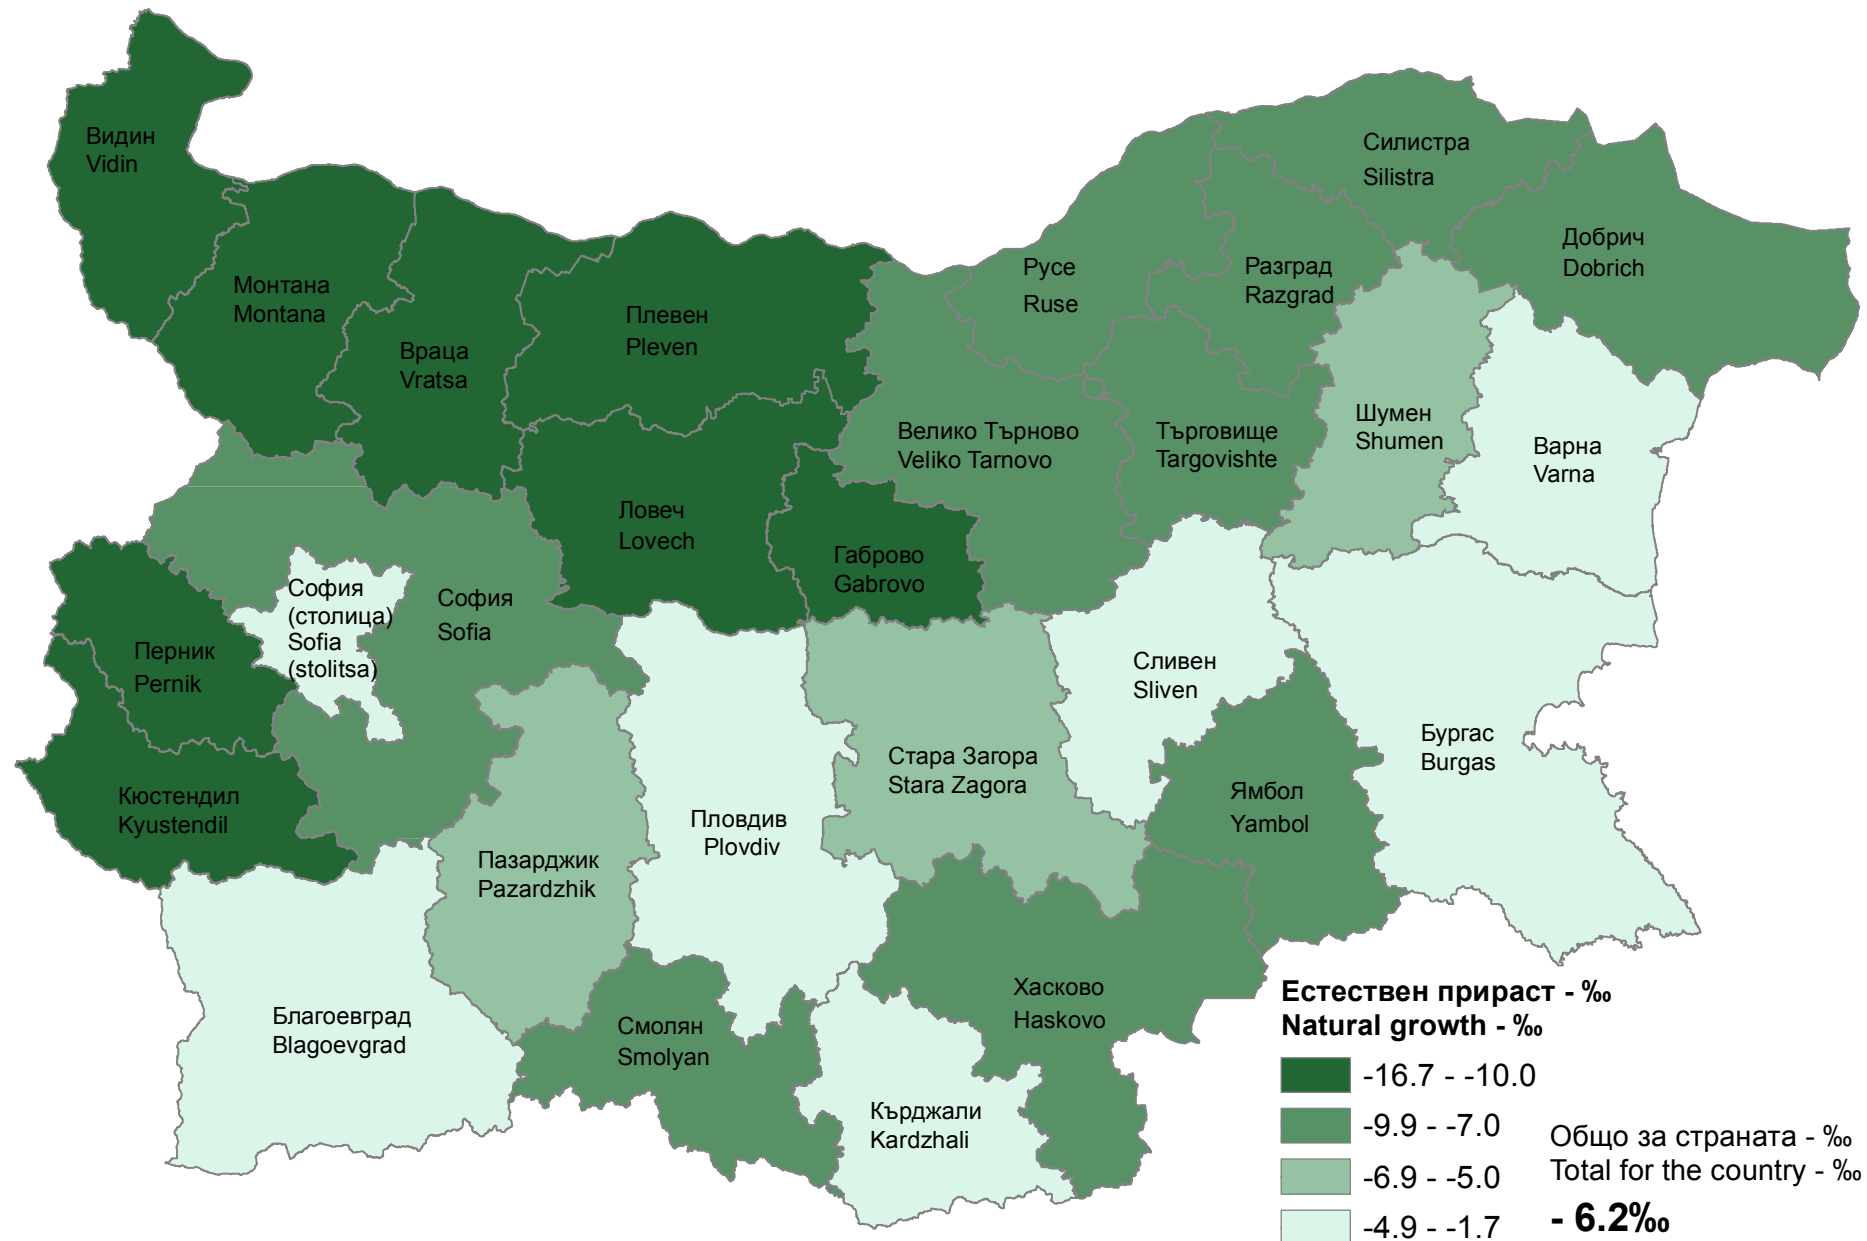 Видин
Vidin
Монтана
Montana
Враца
Vratsa
Плевен
Pleven
Ловеч
Lovech
Габрово
Gabrovo
Велико Търново
Veliko Tarnovo
Русе
Ruse
Разград
Razgrad
Силистра
Silistra
Добрич
Dobrich
Търговище
Targovishte
Шумен
Shumen
Варна
Varna
София
(столица)
Sofia
(stolitsa)
София
Sofia
Перник
Pernik
Кюстендил
Kyustendil
Благоевград
Blagoevgrad
Пазарджик
Pazardzhik
Пловдив
Plovdiv
Стара Загора
Stara Zagora
Сливен
Sliven
Ямбол
Yambol
Бургас
Burgas
Смолян
Smolyan
Кърджали
Kardzhali
Хасково
Haskovo
Естествен прираст - ‰
Natural growth - ‰
-16.7 - -10.0
-9.9 - -7.0
-6.9 - -5.0
-4.9 - -1.7
Общо за страната - ‰
Total for the country - ‰
- 6.2‰